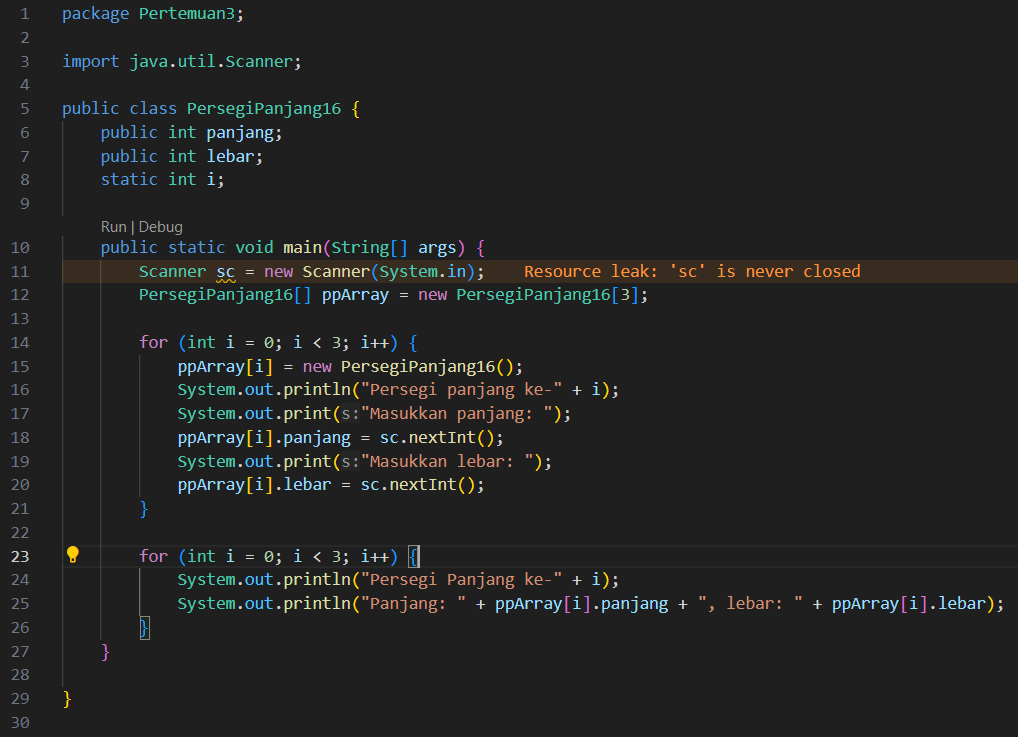 1 package Pertemuan3;
2
3 import java.util.Scanner;
4
5 public class PersegiPanjang16 {
6     public int panjang;
7     public int lebar;
8     static int i;
9
Run | Debug
10     public static void main(String[] args) {
11         Scanner sc = new Scanner(System.in);    Resource leak: 'sc' is never closed
12         PersegiPanjang16[] ppArray = new PersegiPanjang16[3];
13
14         for (int i = 0; i < 3; i++) {
15             ppArray[i] = new PersegiPanjang16();
16             System.out.println("Persegi panjang ke-" + i);
17             System.out.print(s:"Masukkan panjang: ");
18             ppArray[i].panjang = sc.nextInt();
19             System.out.print(s:"Masukkan lebar: ");
20             ppArray[i].lebar = sc.nextInt();
21         }
22
23         for (int i = 0; i < 3; i++) {
24             System.out.println("Persegi Panjang ke-" + i);
25             System.out.println("Panjang: " + ppArray[i].panjang + ", lebar: " + ppArray[i].lebar);
26         }
27     }
28
29 }
30